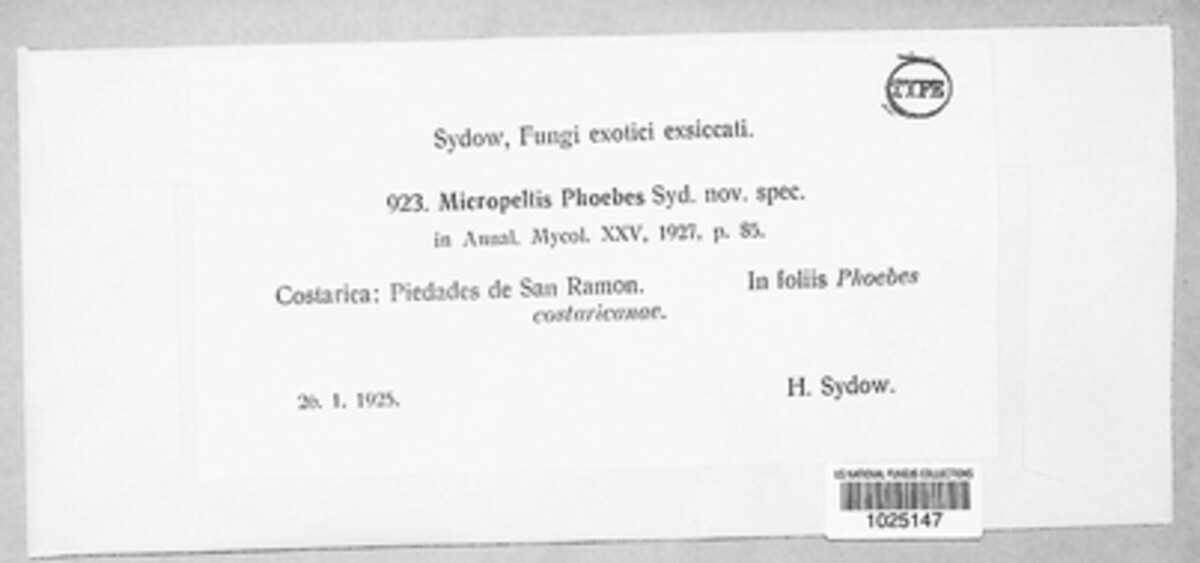 TYPE
Sydow, Fungi exotici exsiccati.
923. Micropeltis Phoebes Syd. nov. spec.
in Annal. Mycol. XXV, 1927, p. 85.
Costarica: Piedades de San Ramon. In foliis Phoebes
costaricanae.
26. 1. 1925. H. Sydow.
US NATIONAL FUNGUS COLLECTIONS
1025147